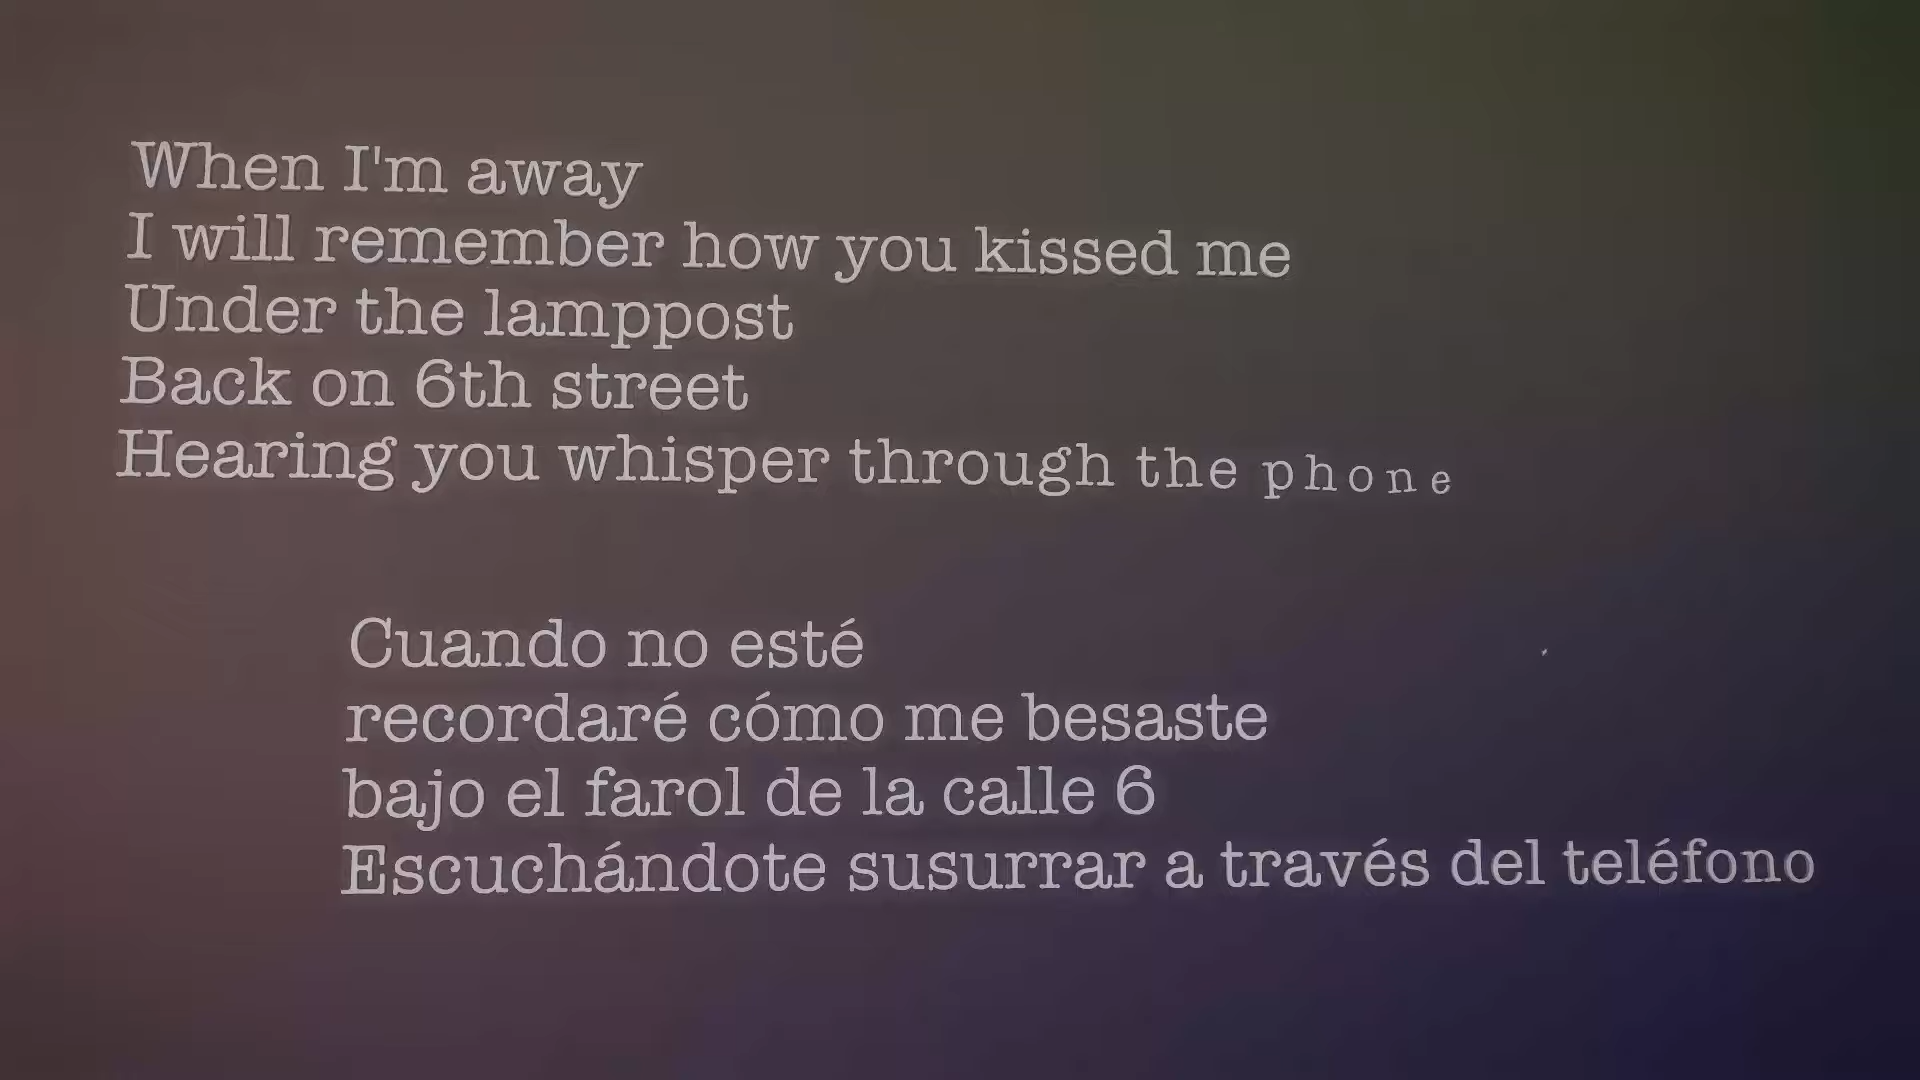 When I'm away
I will remember how you kissed me
Under the lamppost
Back on 6th street
Hearing you whisper through the phone
Cuando no esté
recordaré cómo me besaste
bajo el farol de la calle 6
Escuchándote susurrar a través del teléfono